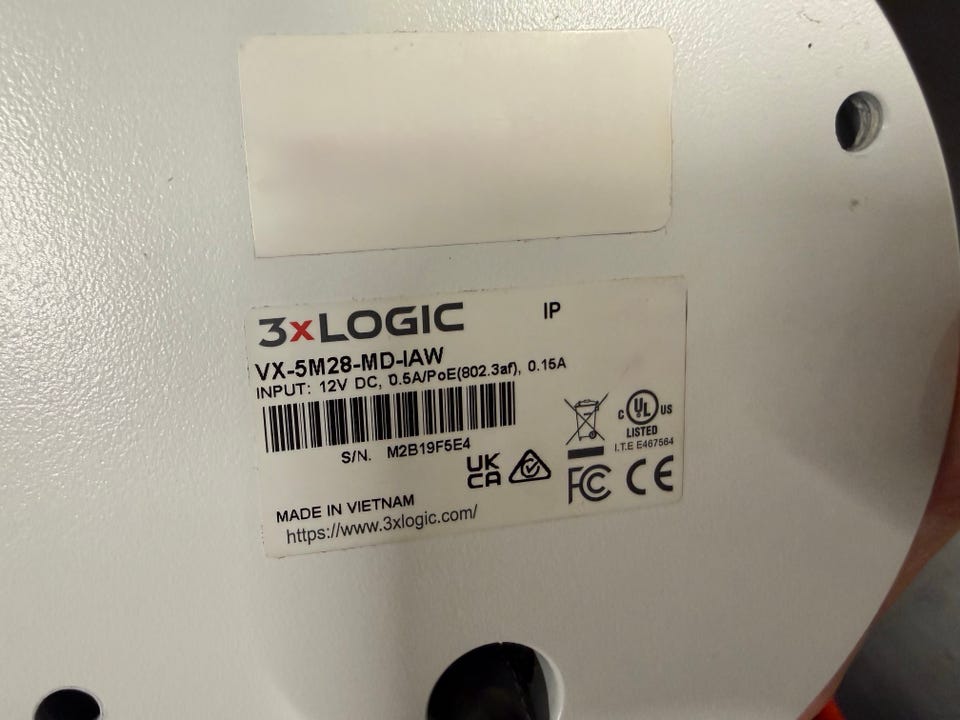 3xLOGIC
IP
VX-5M28-MD-IAW
INPUT: 12V DC, 0.5A/PoE(802.3af), 0.15A
S/N. M2B19F5E4
C UL US
LISTED
I.T.E E467564
UK
CA
FC CE
MADE IN VIETNAM
https://www.3xlogic.com/